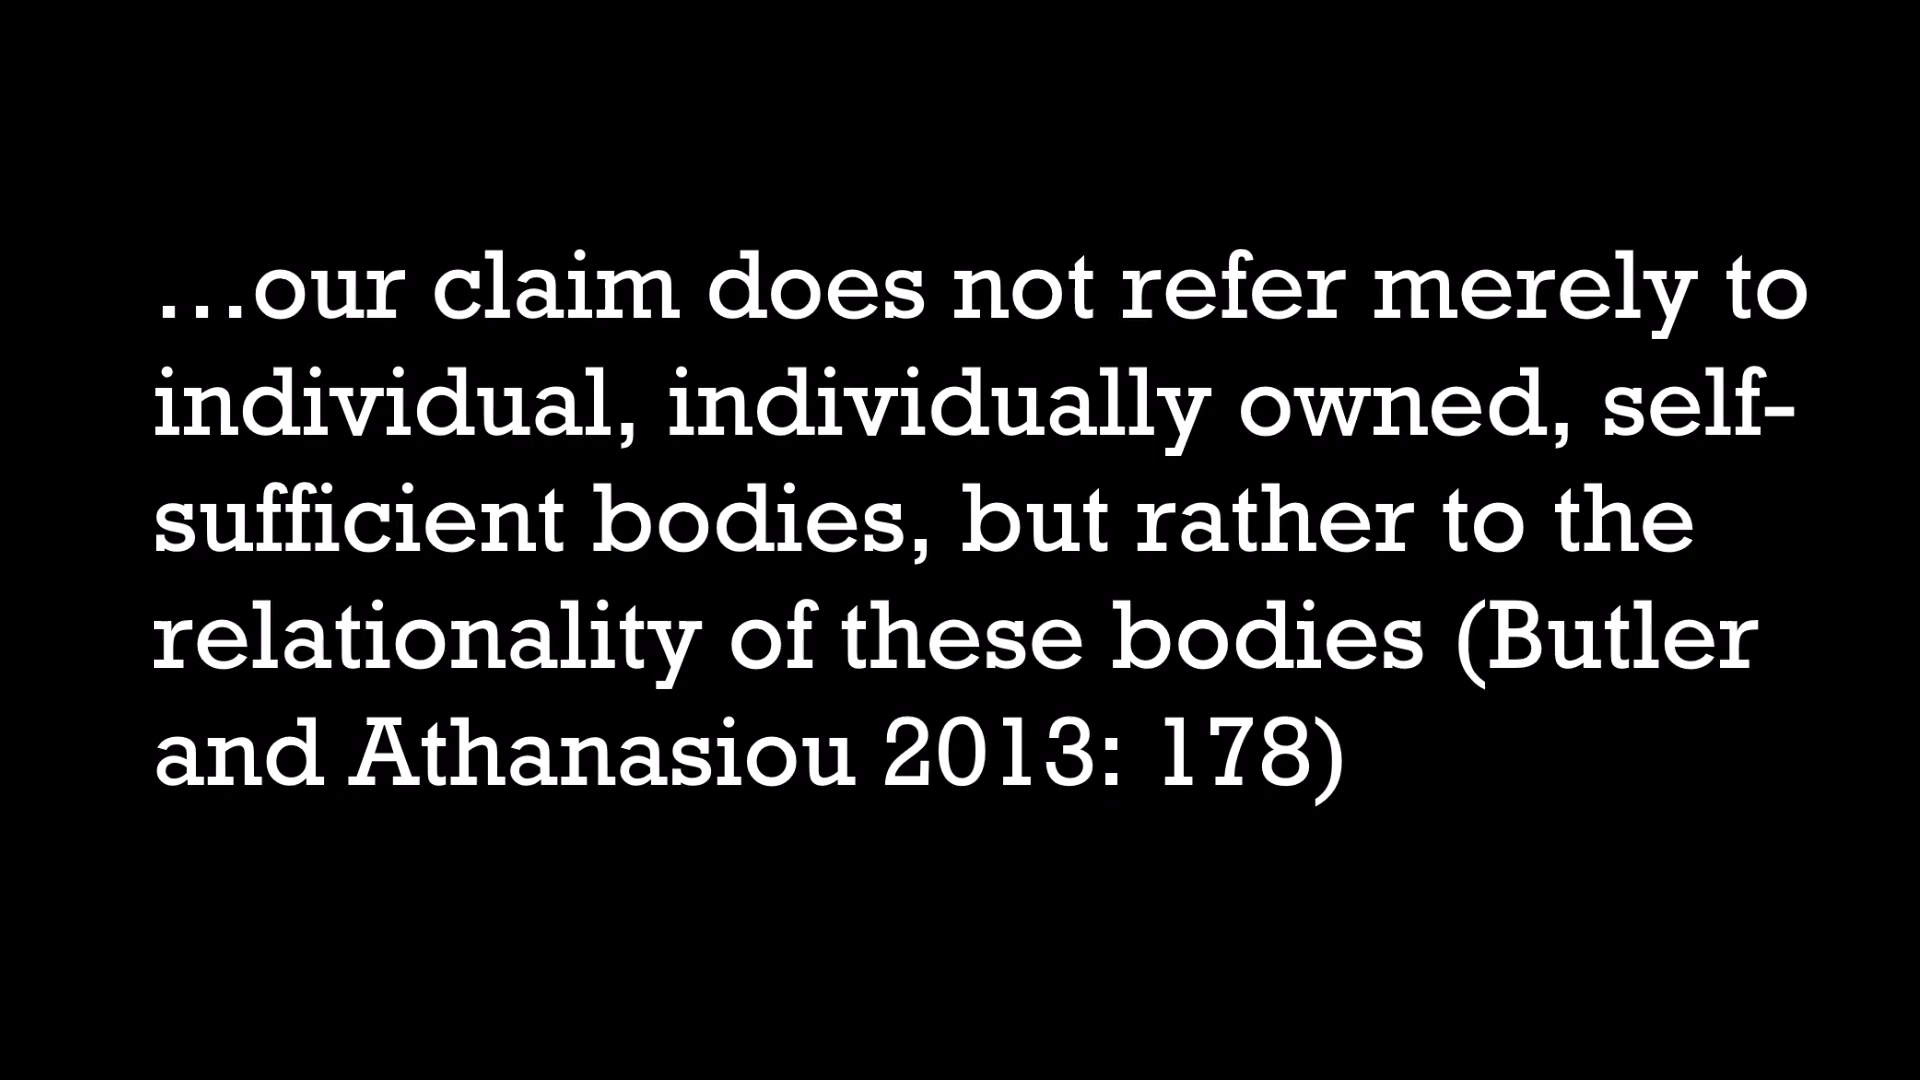 …our claim does not refer merely to
individual, individually owned, self-
sufficient bodies, but rather to the
relationality of these bodies (Butler
and Athanasiou 2013: 178)